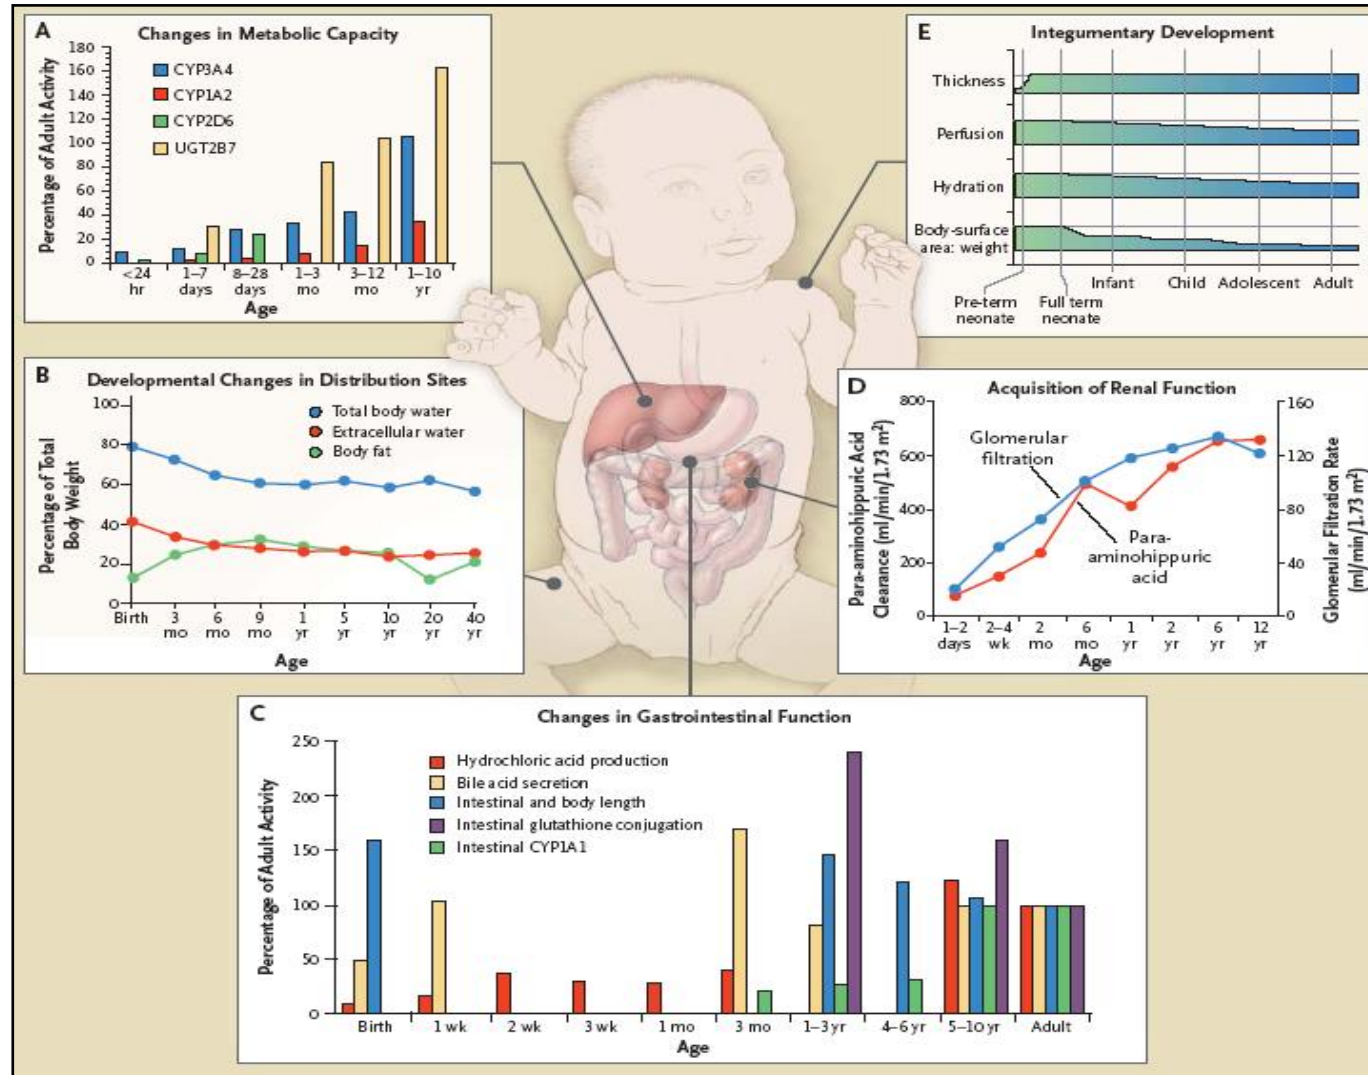 A
Changes in Metabolic Capacity
Percentage of Adult Activity
180
160
140
120
100
80
60
40
20
0
CYP3A4
CYP1A2
CYP2D6
UGT2B7
<24 hr
1–7 days
8–28 days
1–3 mo
3–12 mo
1–10 yr
Age
E
Integumentary Development
Thickness
Perfusion
Hydration
Body-surface
area: weight
Infant
Child
Adolescent
Adult
Pre-term
neonate
Full term
neonate
B
Developmental Changes in Distribution Sites
Percentage of Total
Body Weight
100
80
60
40
20
0
Total body water
Extracellular water
Body fat
Birth
3 mo
6 mo
9 mo
1 yr
5 yr
10 yr
20 yr
40 yr
Age
D
Acquisition of Renal Function
Para-aminohippuric Acid
Clearance (ml/min/1.73 m²)
800
600
400
200
0
Glomerular
filtration
Para-
aminohippuric
acid
160
120
80
40
0
Glomerular Filtration Rate
(ml/min/1.73 m²)
1–2 days
2–4 wk
2 mo
6 mo
1 yr
2 yr
6 yr
12 yr
Age
C
Changes in Gastrointestinal Function
Percentage of Adult Activity
250
200
150
100
50
0
Hydrochloric acid production
Bile acid secretion
Intestinal and body length
Intestinal glutathione conjugation
Intestinal CYP1A1
Birth
1 wk
2 wk
3 wk
1 mo
3 mo
1–3 yr
4–6 yr
5–10 yr
Adult
Age